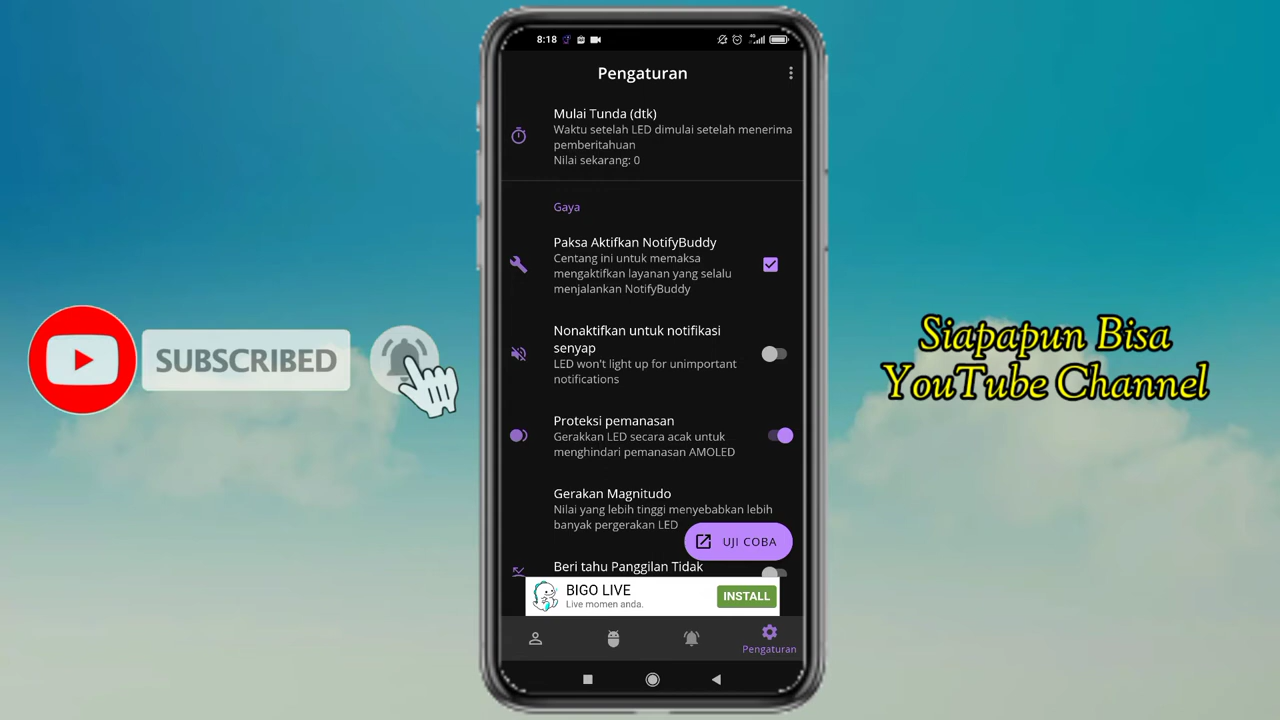 8:18
4G
Pengaturan
Mulai Tunda (dtk)
Waktu setelah LED dimulai setelah menerima
pemberitahuan
Nilai sekarang: 0
Gaya
Paksa Aktifkan NotifyBuddy
Centang ini untuk memaksa
mengaktifkan layanan yang selalu
menjalankan NotifyBuddy
Nonaktifkan untuk notifikasi
senyap
LED won't light up for unimportant
notifications
Proteksi pemanasan
Gerakkan LED secara acak untuk
menghindari pemanasan AMOLED
Gerakan Magnitudo
Nilai yang lebih tinggi menyebabkan lebih
banyak pergerakan LED
UJI COBA
Beri tahu Panggilan Tidak
BIGO LIVE
Live momen anda.
INSTALL
Pengaturan
SUBSCRIBED
Siapapun Bisa
YouTube Channel